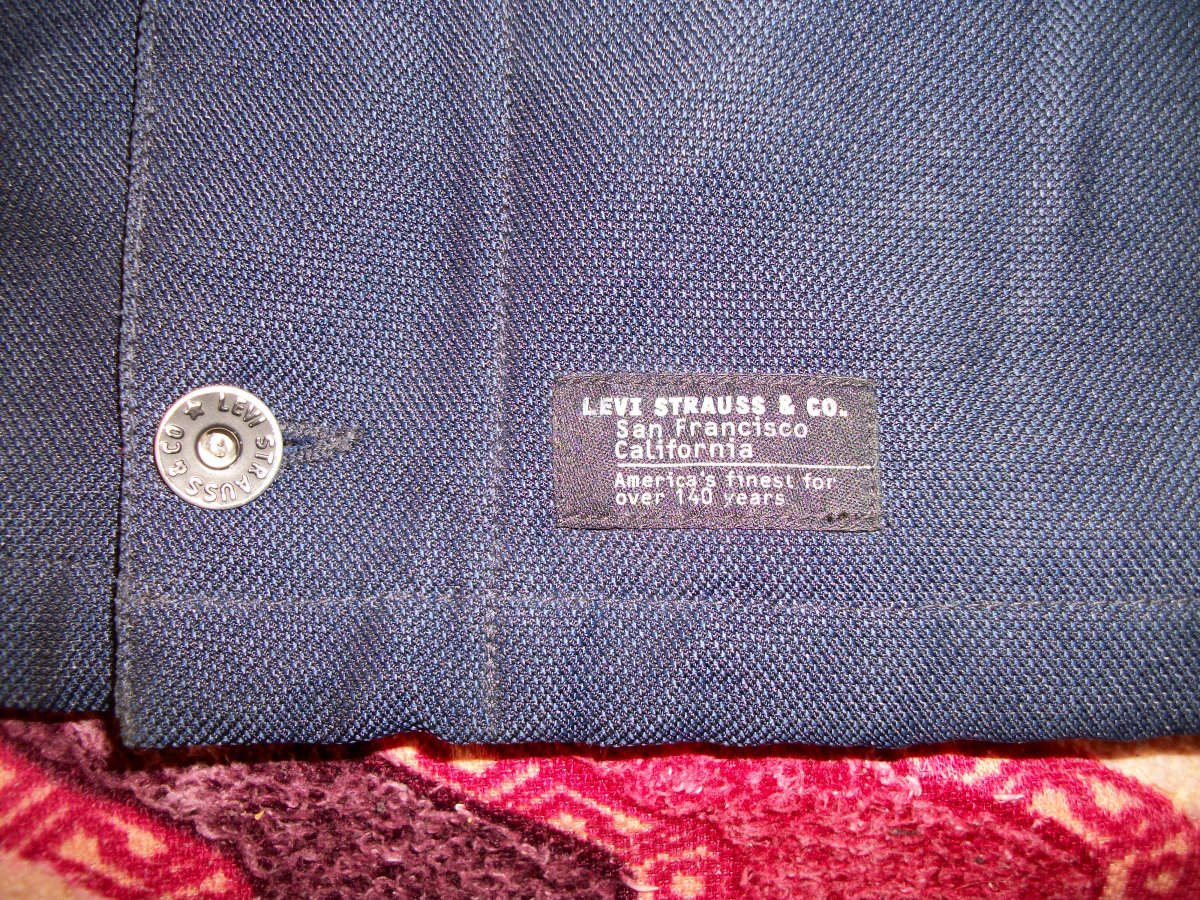 ★ LEVI STRAUSS & CO
LEVI STRAUSS & CO.
San Francisco
California
America's finest for
over 140 years